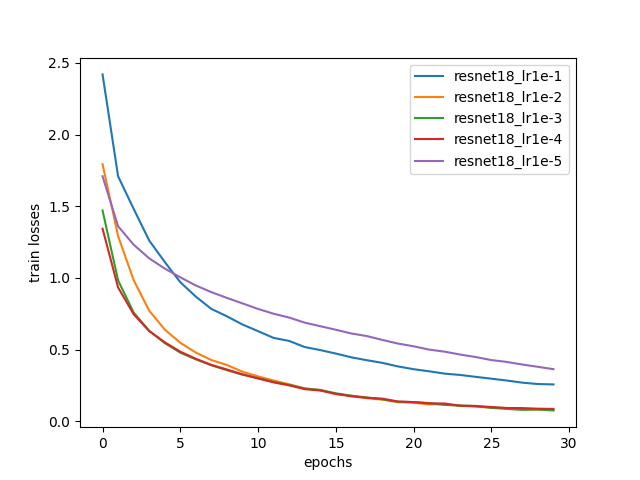 2.5
2.0
1.5
1.0
0.5
0.0
train losses
0
5
10
15
20
25
30
epochs
resnet18_lr1e-1
resnet18_lr1e-2
resnet18_lr1e-3
resnet18_lr1e-4
resnet18_lr1e-5